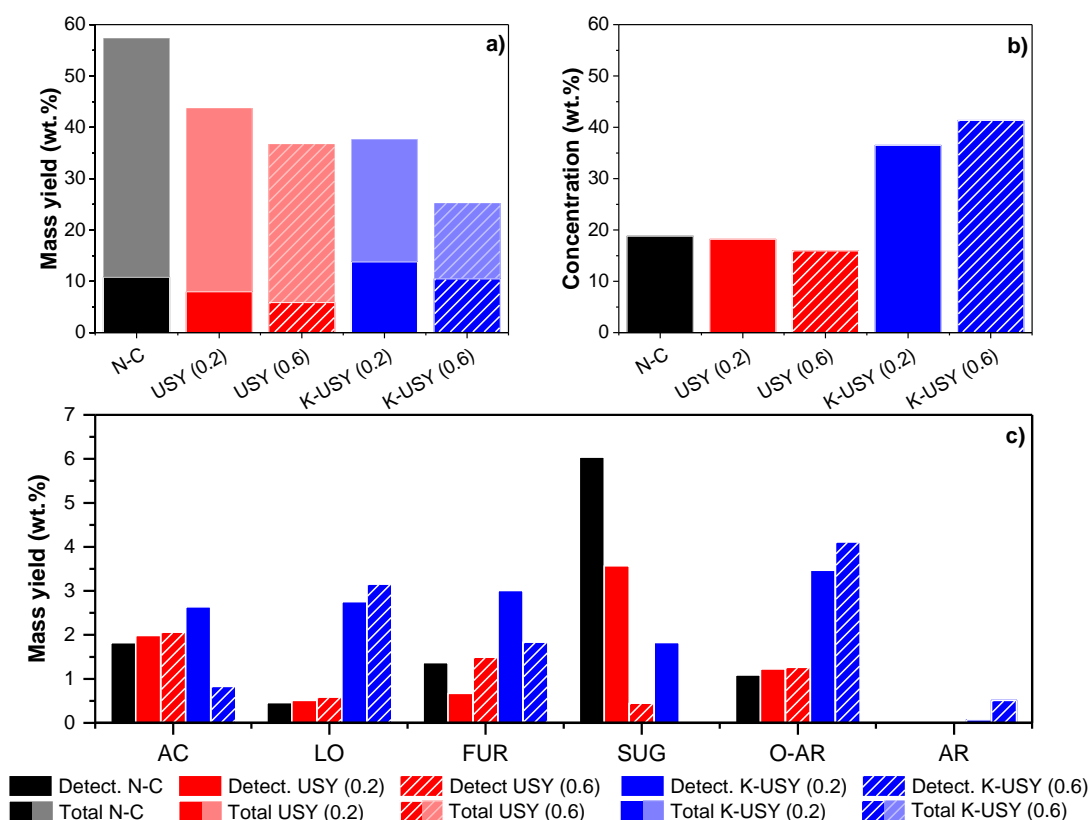 a)
Mass yield (wt.%)
60
50
40
30
20
10
0
N-C
USY (0.2)
USY (0.6)
K-USY (0.2)
K-USY (0.6)
b)
Concentration (wt.%)
60
50
40
30
20
10
0
N-C
USY (0.2)
USY (0.6)
K-USY (0.2)
K-USY (0.6)
c)
Mass yield (wt.%)
7
6
5
4
3
2
1
0
AC LO FUR SUG O-AR AR
Detect. N-C Detect. USY (0.2) Detect USY (0.6) Detect. K-USY (0.2) Detect. K-USY (0.6)
Total N-C Total USY (0.2) Total USY (0.6) Total K-USY (0.2) Total K-USY (0.6)